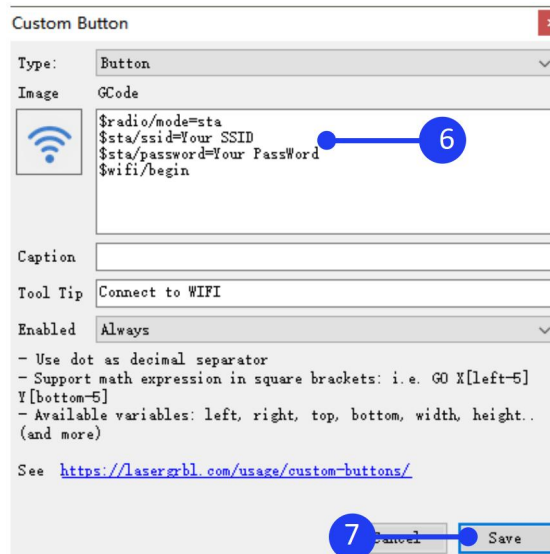 Custom Button
Type: Button
Image GCode
$radio/mode=sta
$sta/ssid=Your SSID
$sta/password=Your PassWord
$wifi/begin
6
Caption
Tool Tip Connect to WIFI
Enabled Always
- Use dot as decimal separator
- Support math expression in square brackets: i.e. G0 X[left-5]
Y[bottom-5]
- Available variables: left, right, top, bottom, width, height..
(and more)
See https://lasergrbl.com/usage/custom-buttons/
7 Cancel Save